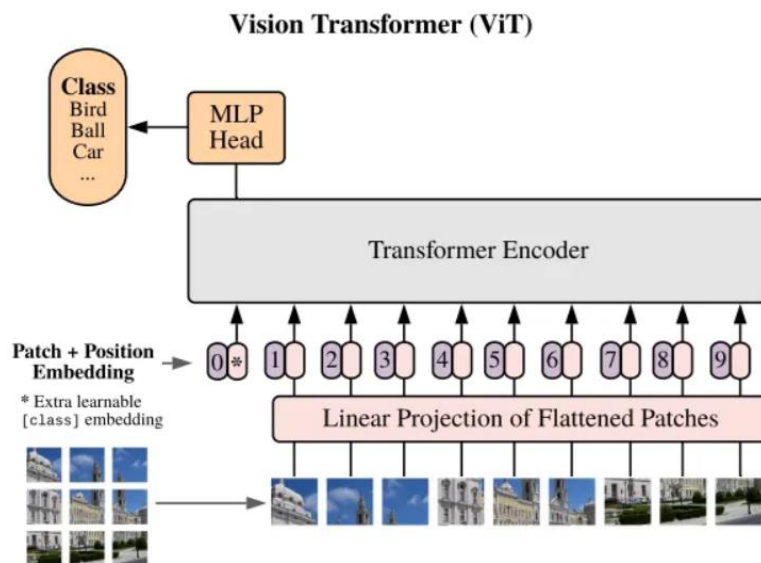 Vision Transformer (ViT)
Class
Bird
Ball
Car
...
MLP
Head
Transformer Encoder
Patch + Position
Embedding
0 * 1 2 3 4 5 6 7 8 9
* Extra learnable
[class] embedding
Linear Projection of Flattened Patches